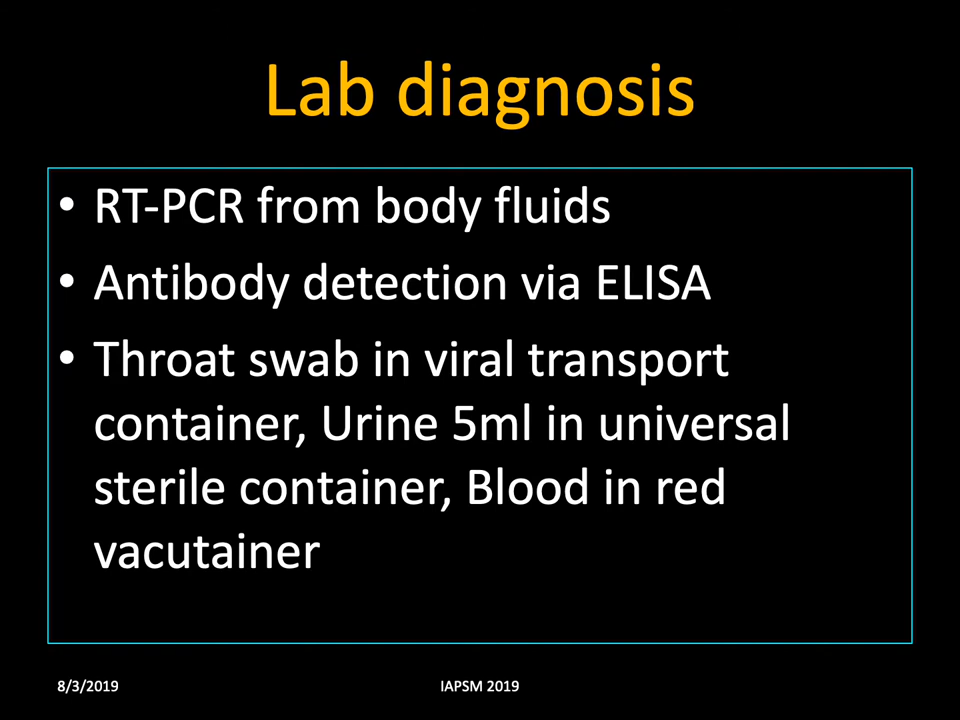 Lab diagnosis
• RT-PCR from body fluids
• Antibody detection via ELISA
• Throat swab in viral transport
container, Urine 5ml in universal
sterile container, Blood in red
vacutainer
8/3/2019
IAPSM 2019